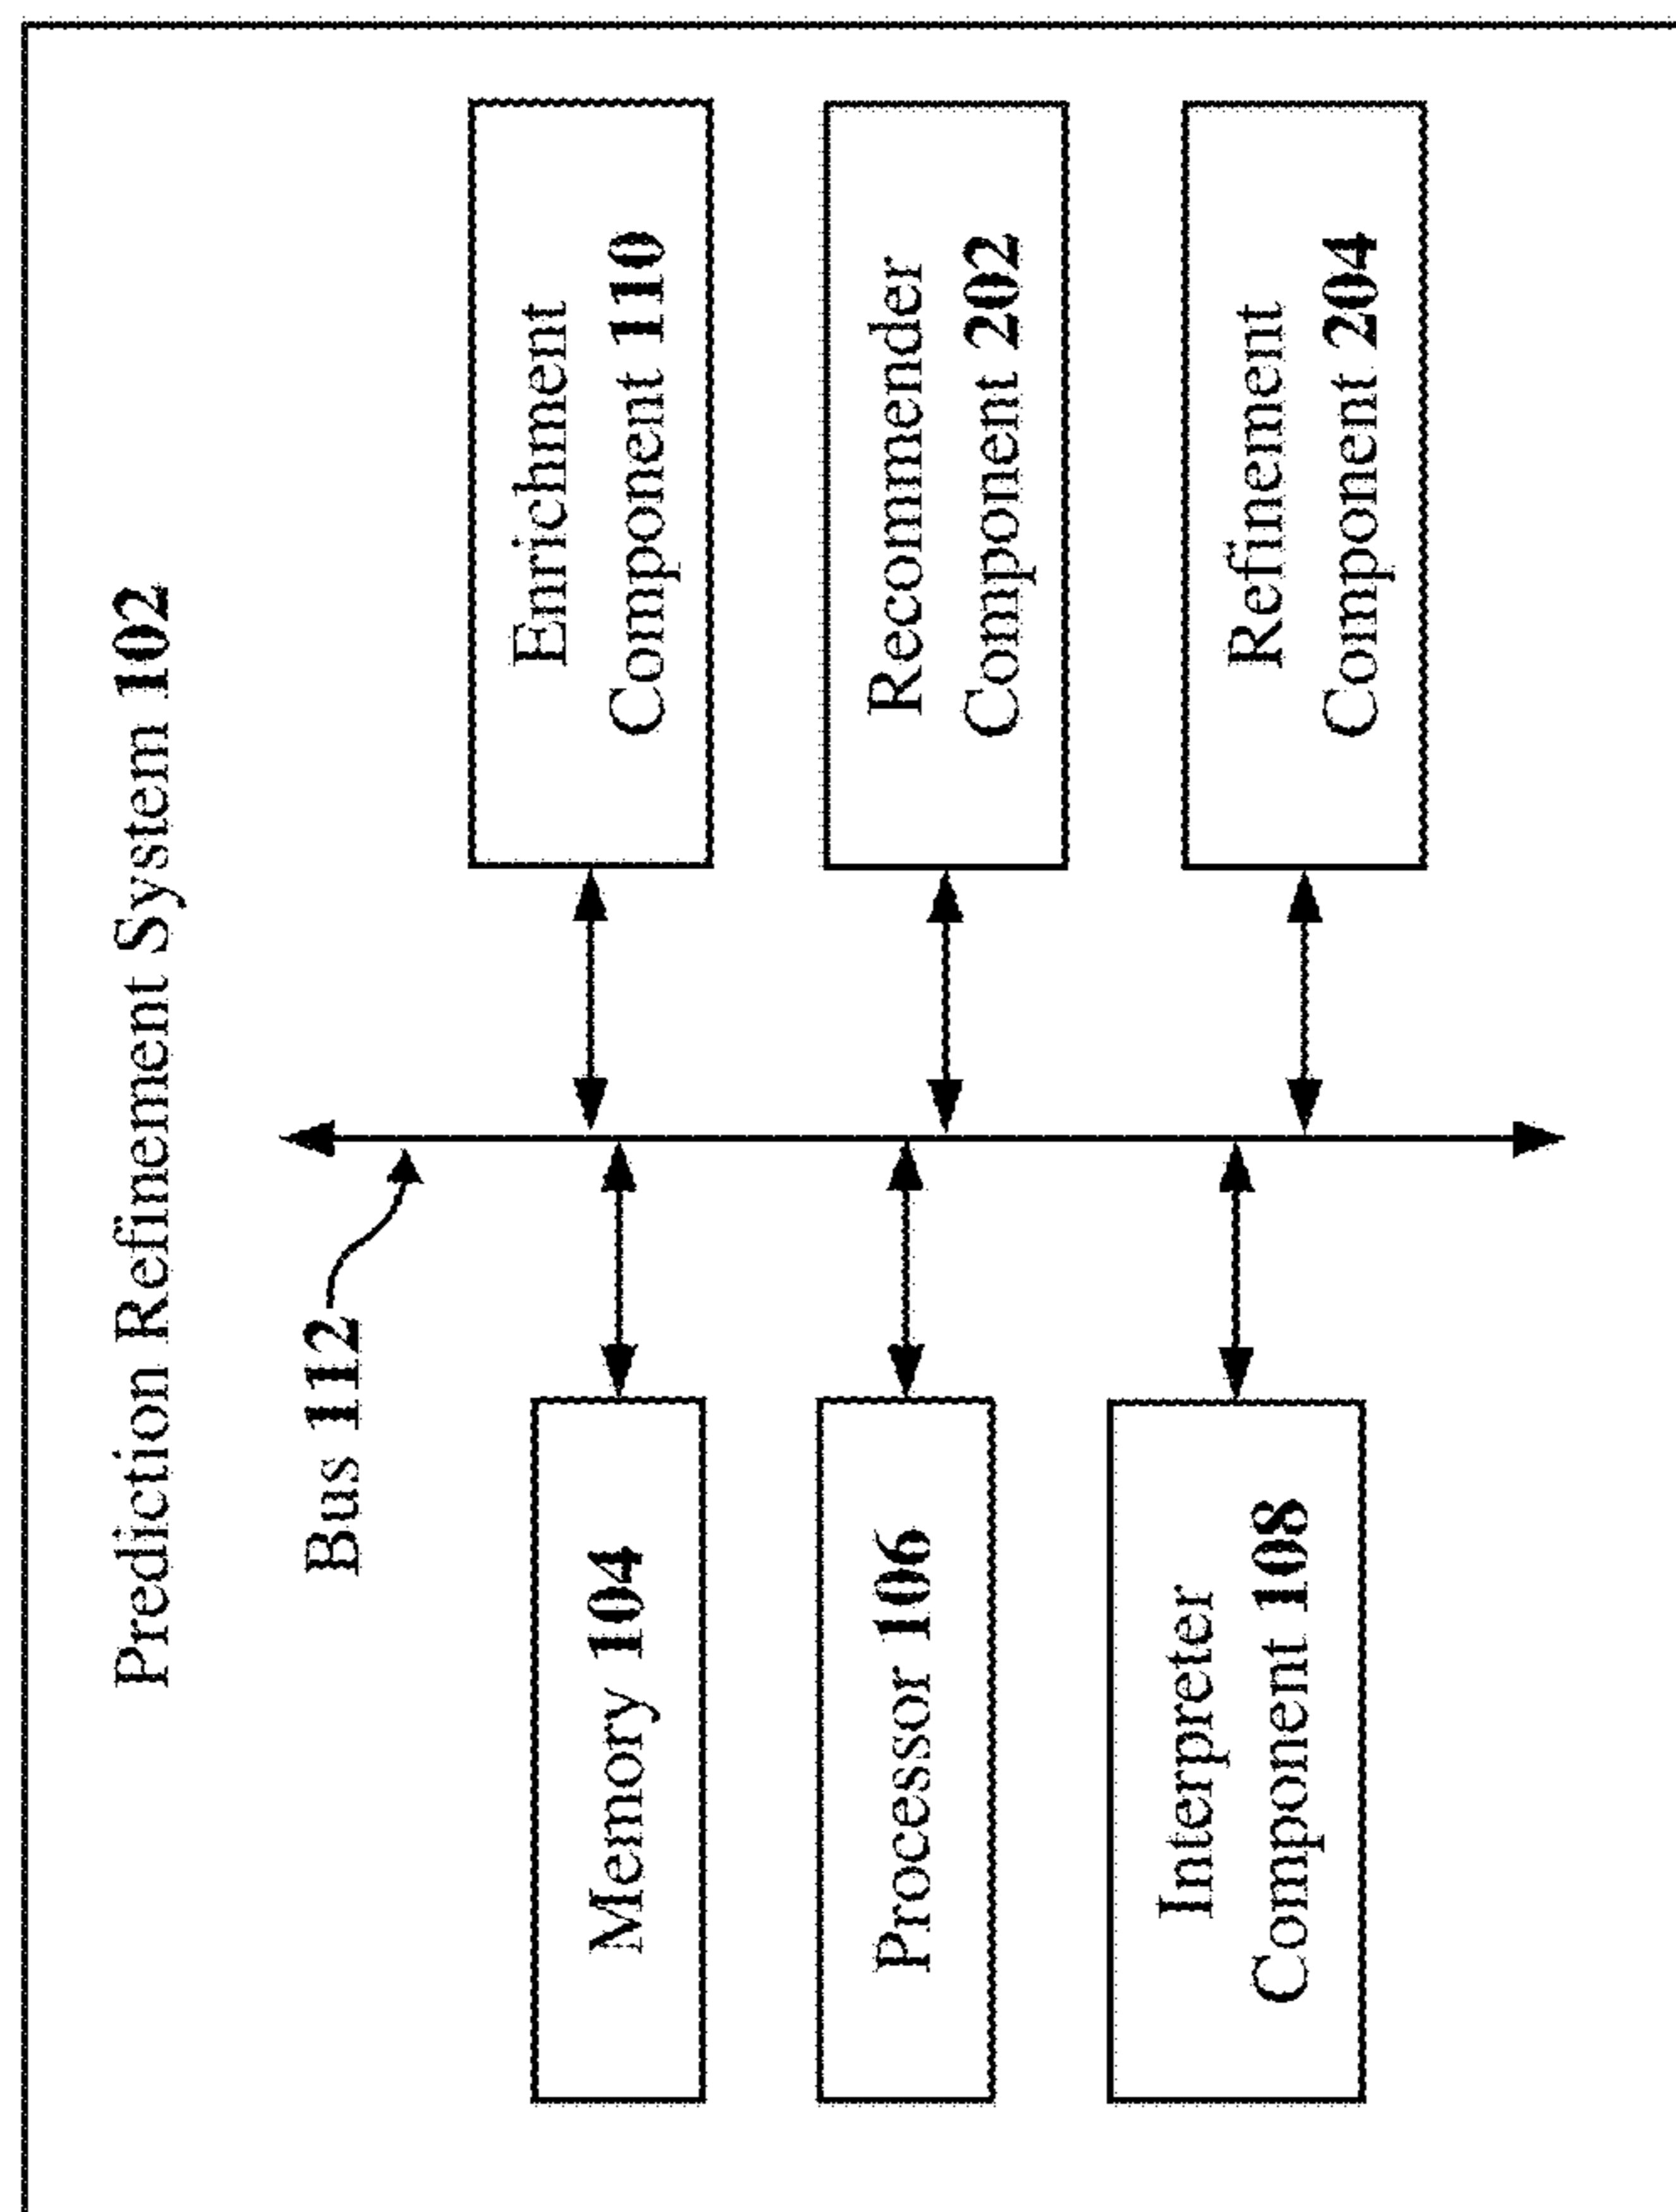 Prediction Refinement System 102
Bus 112
Memory 104
Processor 106
Interpreter
Component 108
Enrichment
Component 110
Recommender
Component 202
Refinement
Component 204